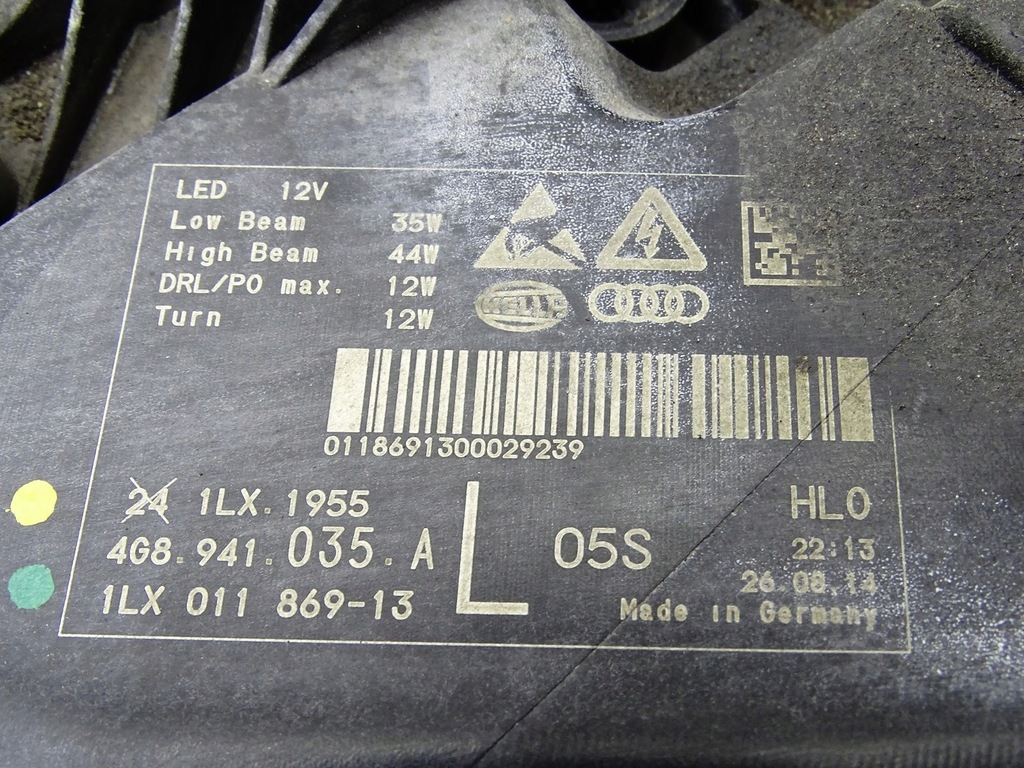 LED 12V
Low Beam 35W
High Beam 44W
DRL/PO max. 12W
Turn 12W
HELLA
0118691300029239
24 1LX.1955
4G8.941.035.A L 05S
1LX 011 869-13
HL0
22:13
26.08.14
Made in Germany